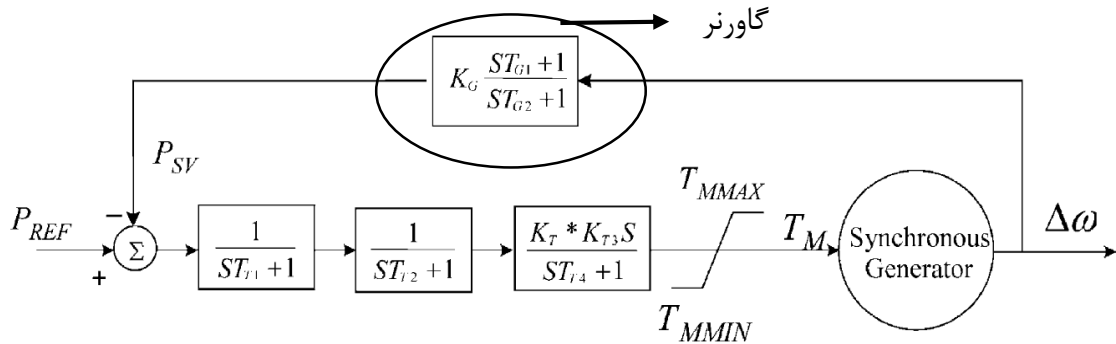 گاورنر
K_G ST_G1 + 1
ST_G2 + 1
P_SV
T_MMAX
P_REF
−
+
Σ
1
ST_T1 + 1
1
ST_T2 + 1
K_T * K_T3 S
ST_T4 + 1
T_M
Synchronous
Generator
Δω
T_MMIN